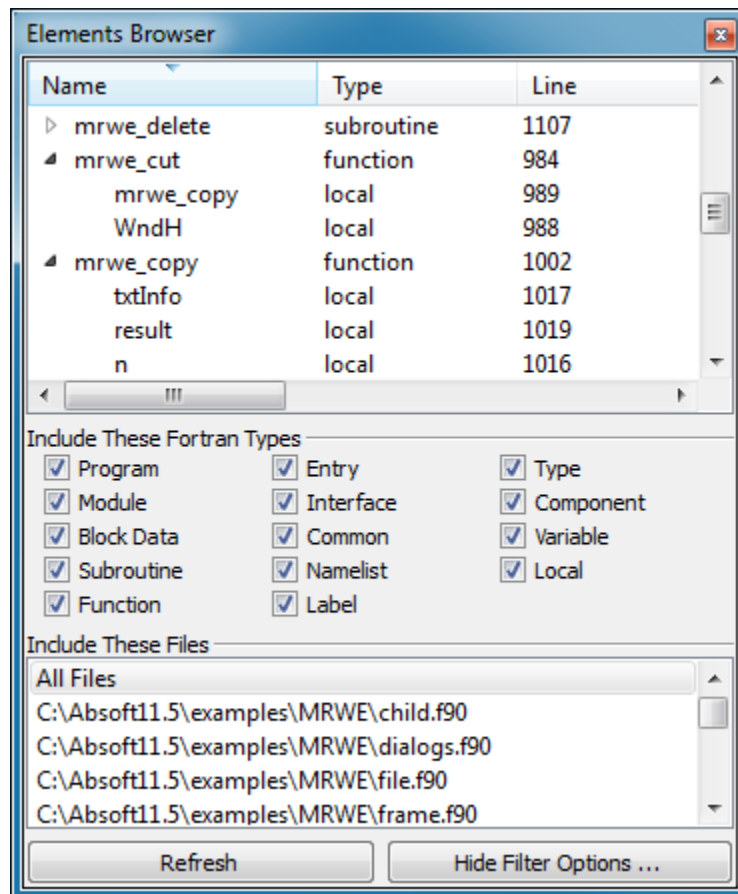 Elements Browser
Name Type Line
mrwe_delete subroutine 1107
mrwe_cut function 984
mrwe_copy local 989
WndH local 988
mrwe_copy function 1002
txtInfo local 1017
result local 1019
n local 1016
Include These Fortran Types
Program Entry Type
Module Interface Component
Block Data Common Variable
Subroutine Namelist Local
Function Label
Include These Files
All Files
C:\Absoft11.5\examples\MRWE\child.f90
C:\Absoft11.5\examples\MRWE\dialogs.f90
C:\Absoft11.5\examples\MRWE\file.f90
C:\Absoft11.5\examples\MRWE\frame.f90
Refresh Hide Filter Options ...